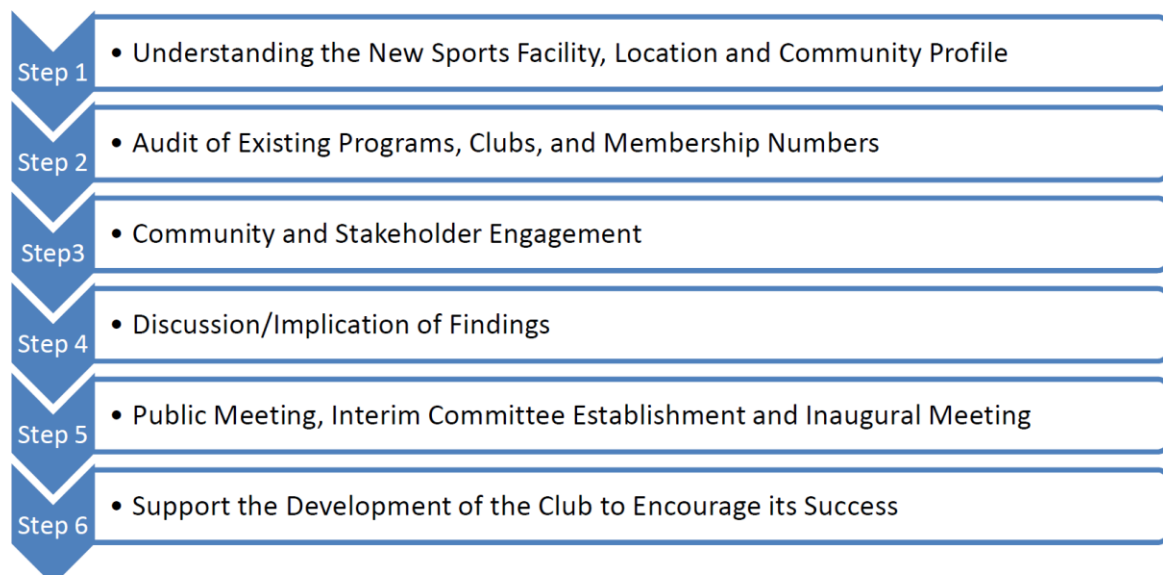 Step 1
• Understanding the New Sports Facility, Location and Community Profile
Step 2
• Audit of Existing Programs, Clubs, and Membership Numbers
Step3
• Community and Stakeholder Engagement
Step 4
• Discussion/Implication of Findings
Step 5
• Public Meeting, Interim Committee Establishment and Inaugural Meeting
Step 6
• Support the Development of the Club to Encourage its Success